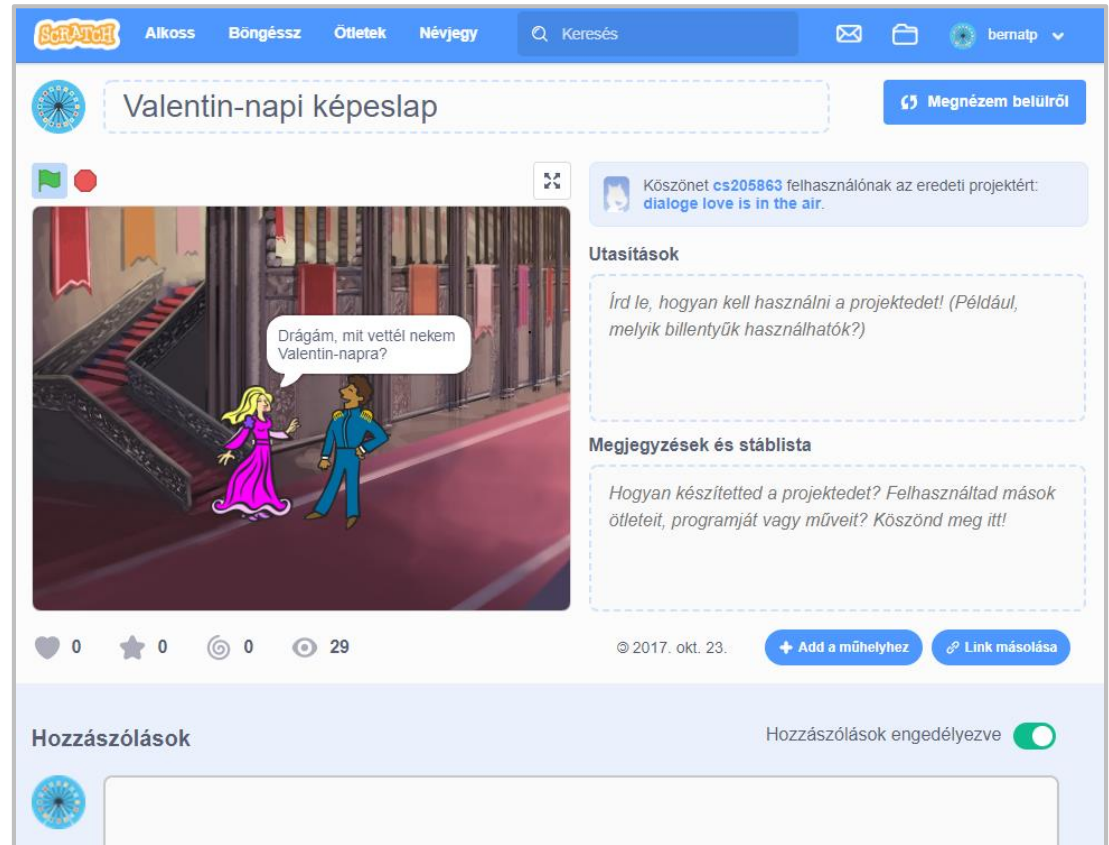 SCRATCH Alkoss Böngéssz Ötletek Névjegy Keresés bernatp
Valentin-napi képeslap
Megnézem belülről
Köszönet cs205863 felhasználónak az eredeti projektért:
dialoge love is in the air.
Drágám, mit vettél nekem
Valentin-napra?
Utasítások
Írd le, hogyan kell használni a projektedet! (Például,
melyik billentyűk használhatók?)
Megjegyzések és stáblista
Hogyan készítetted a projektedet? Felhasználtad mások
ötleteit, programját vagy műveit? Köszönd meg itt!
0 0 0 29
© 2017. okt. 23.
Add a műhelyhez
Link másolása
Hozzászólások
Hozzászólások engedélyezve